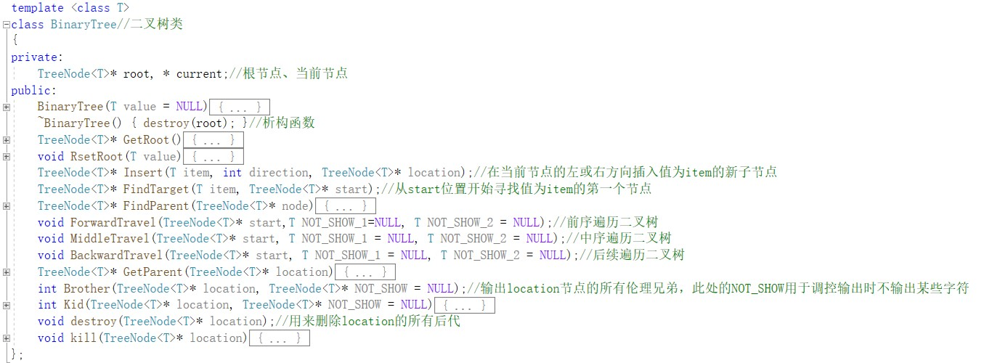 template <class T>
class BinaryTree//二叉树类
{
private:
TreeNode<T>* root, * current;//根节点、当前节点
public:
BinaryTree(T value = NULL){ ... }
~BinaryTree() { destroy(root); }//析构函数
TreeNode<T>* GetRoot(){ ... }
void RsetRoot(T value){ ... }
TreeNode<T>* Insert(T item, int direction, TreeNode<T>* location);//在当前节点的左或右方向插入值为item的新子节点
TreeNode<T>* FindTarget(T item, TreeNode<T>* start);//从start位置开始寻找值为item的第一个节点
TreeNode<T>* FindParent(TreeNode<T>* node){ ... }
void ForwardTravel(TreeNode<T>* start,T NOT_SHOW_1=NULL, T NOT_SHOW_2 = NULL);//前序遍历二叉树
void MiddleTravel(TreeNode<T>* start, T NOT_SHOW_1 = NULL, T NOT_SHOW_2 = NULL);//中序遍历二叉树
void BackwardTravel(TreeNode<T>* start, T NOT_SHOW_1 = NULL, T NOT_SHOW_2 = NULL);//后续遍历二叉树
TreeNode<T>* GetParent(TreeNode<T>* location){ ... }
int Brother(TreeNode<T>* location, TreeNode<T>* NOT_SHOW = NULL);//输出location节点的所有伦理兄弟，此处的NOT_SHOW用于调控输出时不输出某些字符
int Kid(TreeNode<T>* location, TreeNode<T>* NOT_SHOW = NULL){ ... }
void destroy(TreeNode<T>* location);//用来删除location的所有后代
void kill(TreeNode<T>* location){ ... }
};